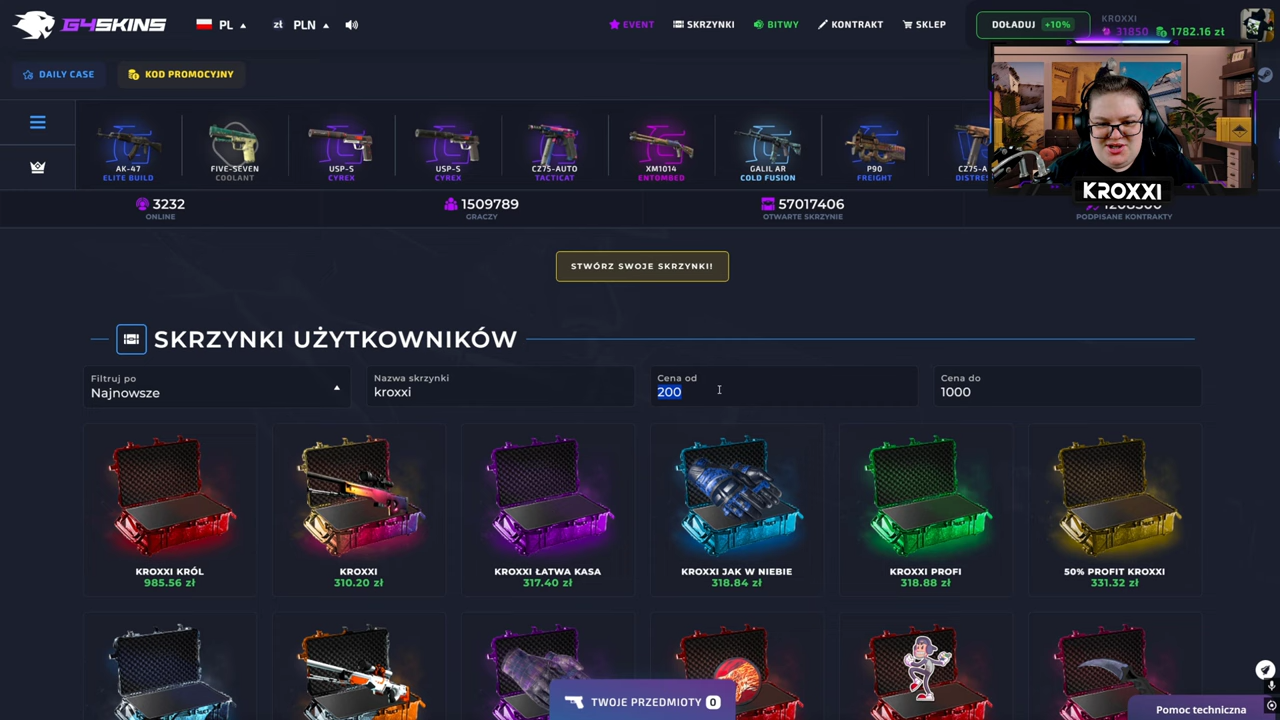 G4SKINS
PL
zł PLN
EVENT
SKRZYNKI
BITWY
KONTRAKT
SKLEP
DOŁADUJ +10%
KROXXI
31850 1782.16 zł
DAILY CASE
KOD PROMOCYJNY
AK-47
ELITE BUILD
FIVE-SEVEN
COOLANT
USP-S
CYREX
USP-S
CYREX
CZ75-AUTO
TACTICAT
XM1014
ENTOMBED
GALIL AR
COLD FUSION
P90
FREIGHT
KROXXI
3232
ONLINE
1509789
GRACZY
57017406
OTWARTE SKRZYNIE
PODPISANE KONTRAKTY
STWÓRZ SWOJE SKRZYNKI!
SKRZYNKI UŻYTKOWNIKÓW
Filtruj po
Najnowsze
Nazwa skrzynki
kroxxi
Cena od
200
Cena do
1000
KROXXI KRÓL
985.56 zł
KROXXI
310.20 zł
KROXXI ŁATWA KASA
317.40 zł
KROXXI JAK W NIEBIE
318.84 zł
KROXXI PROFI
318.88 zł
50% PROFIT KROXXI
331.32 zł
TWOJE PRZEDMIOTY 0
Pomoc techniczna